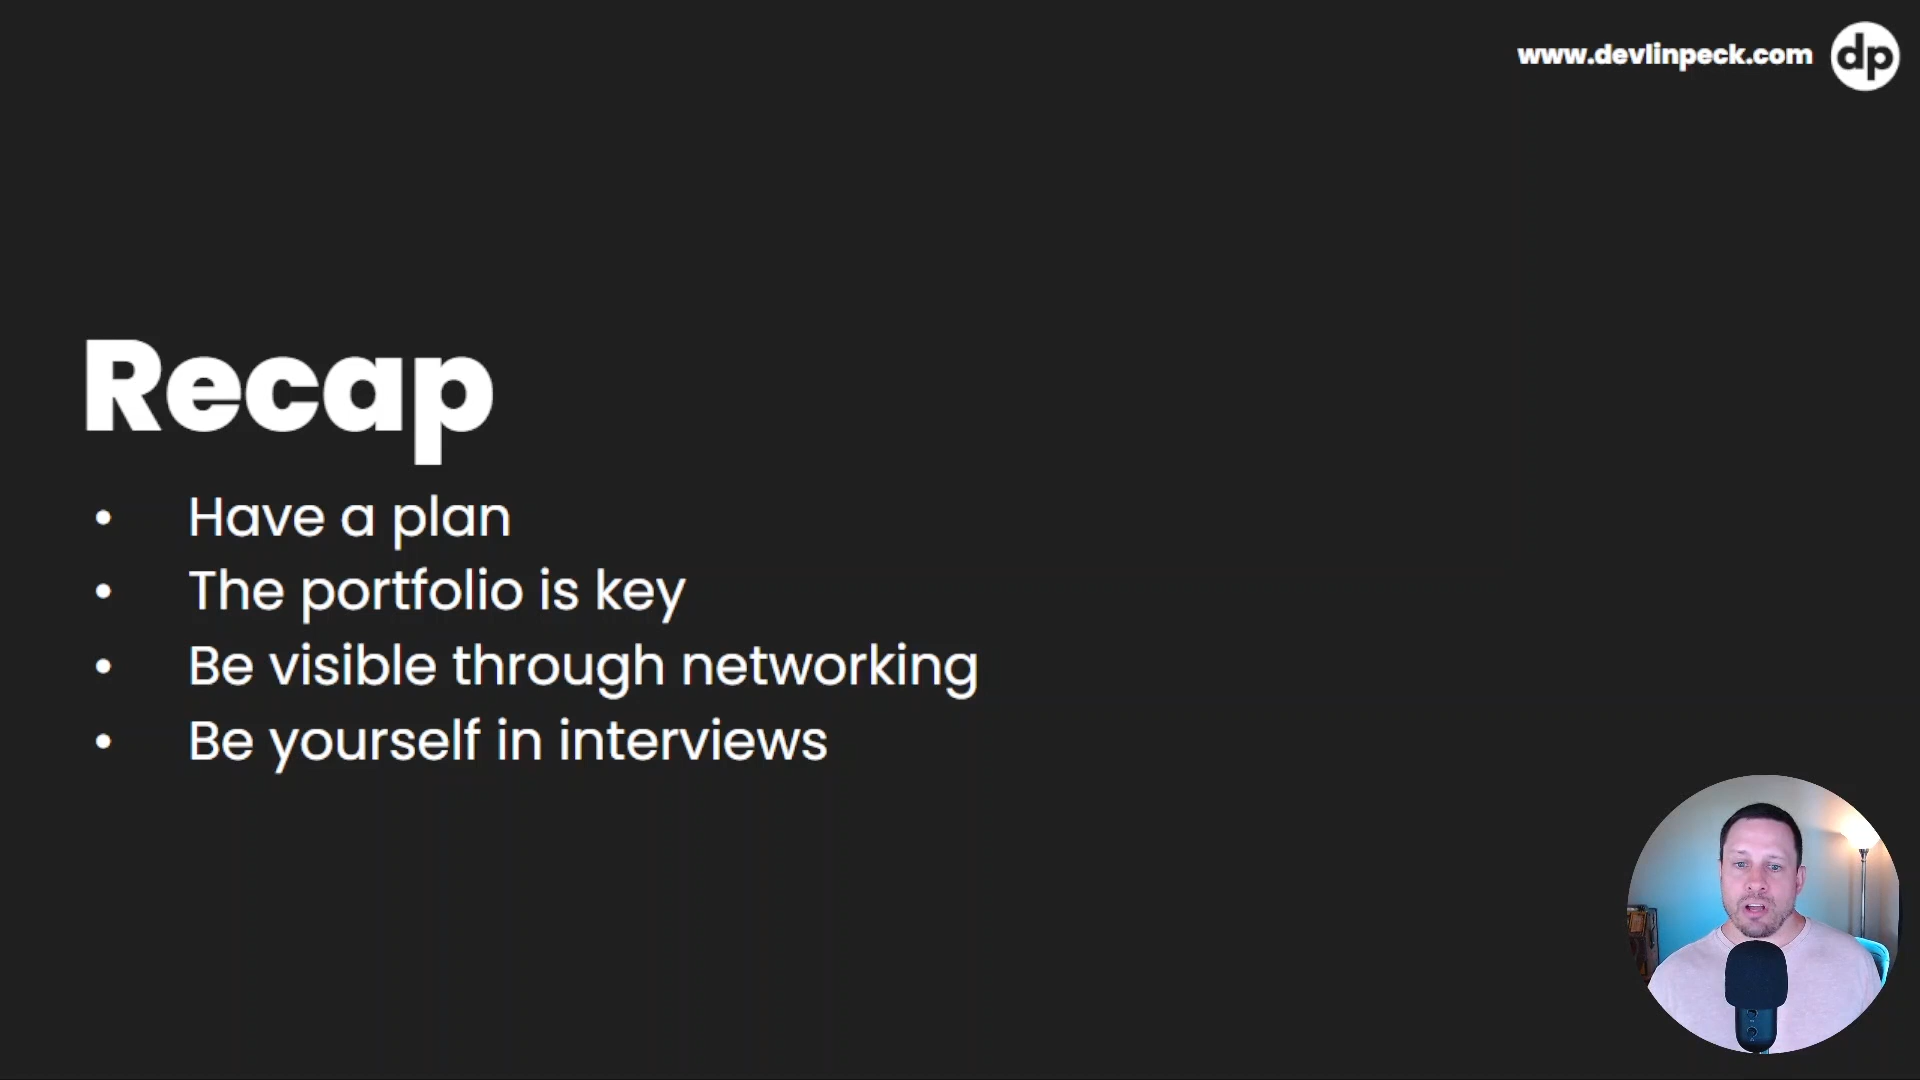 www.devlinpeck.com dp
Recap
• Have a plan
• The portfolio is key
• Be visible through networking
• Be yourself in interviews